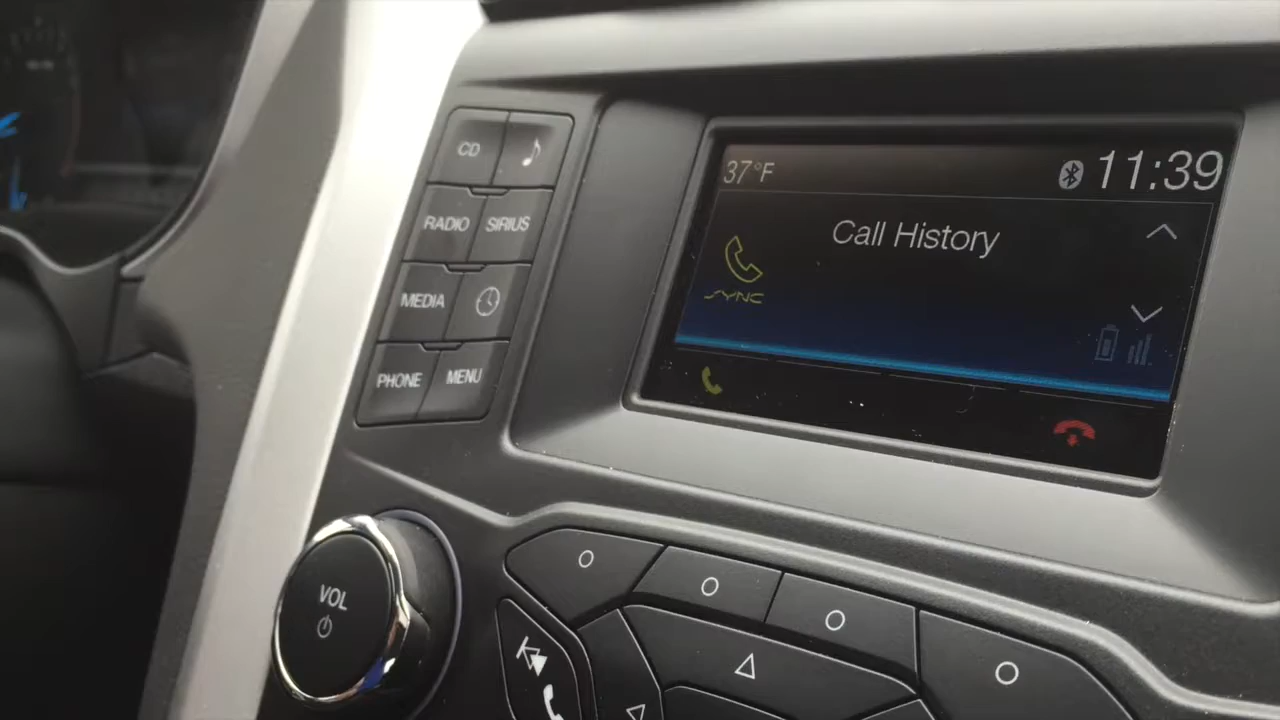 CD
RADIO SIRIUS
MEDIA
PHONE MENU
37°F 11:39
Call History
SYNC
VOL